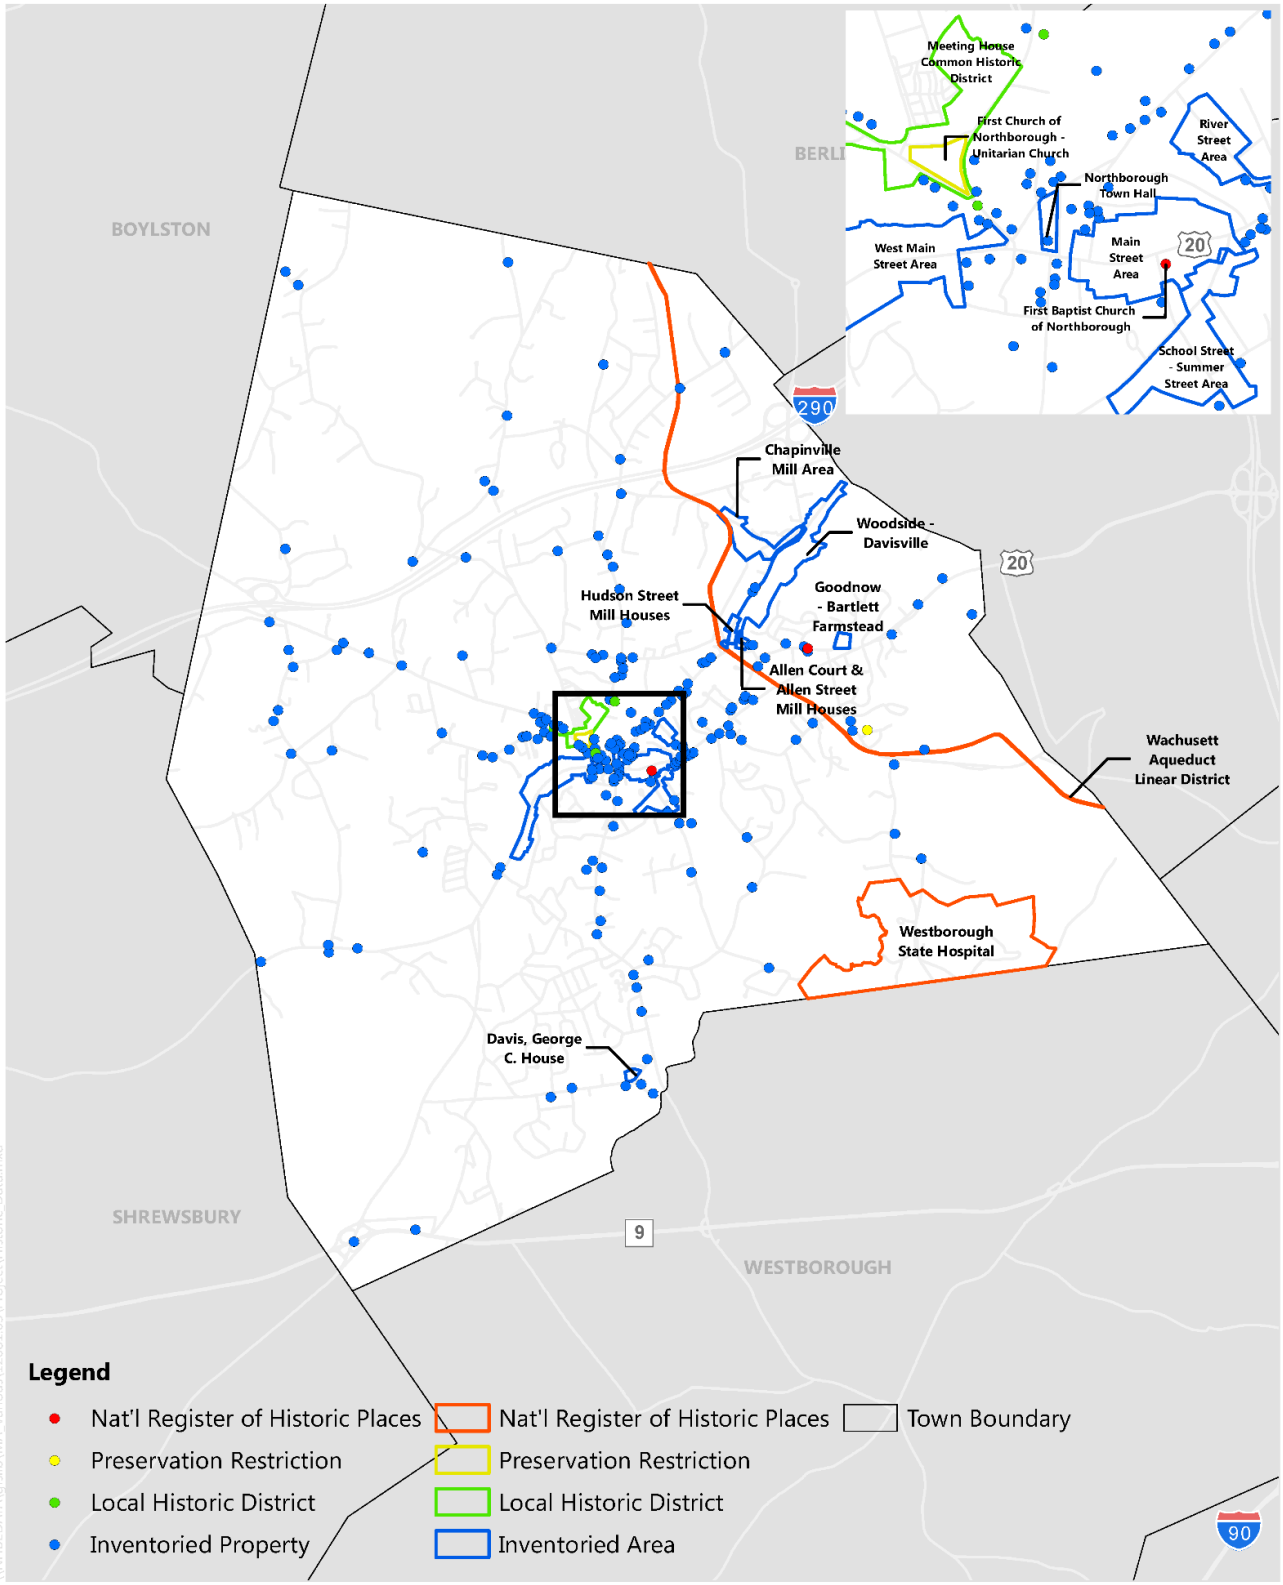 Meeting House
Common Historic
District
First Church of
Northborough -
Unitarian Church
River
Street
Area
Northborough
Town Hall
West Main
Street Area
Main
Street
Area
20
First Baptist Church
of Northborough
School Street
- Summer
Street Area
BERLI
BOYLSTON
290
Chapinville
Mill Area
Woodside -
Davisville
20
Goodnow
- Bartlett
Farmstead
Hudson Street
Mill Houses
Allen Court &
Allen Street
Mill Houses
Wachusett
Aqueduct
Linear District
Westborough
State Hospital
Davis, George
C. House
SHREWSBURY
9
WESTBOROUGH
Legend
Nat'l Register of Historic Places
Nat'l Register of Historic Places
Town Boundary
Preservation Restriction
Preservation Restriction
Local Historic District
Local Historic District
Inventoried Property
Inventoried Area
90